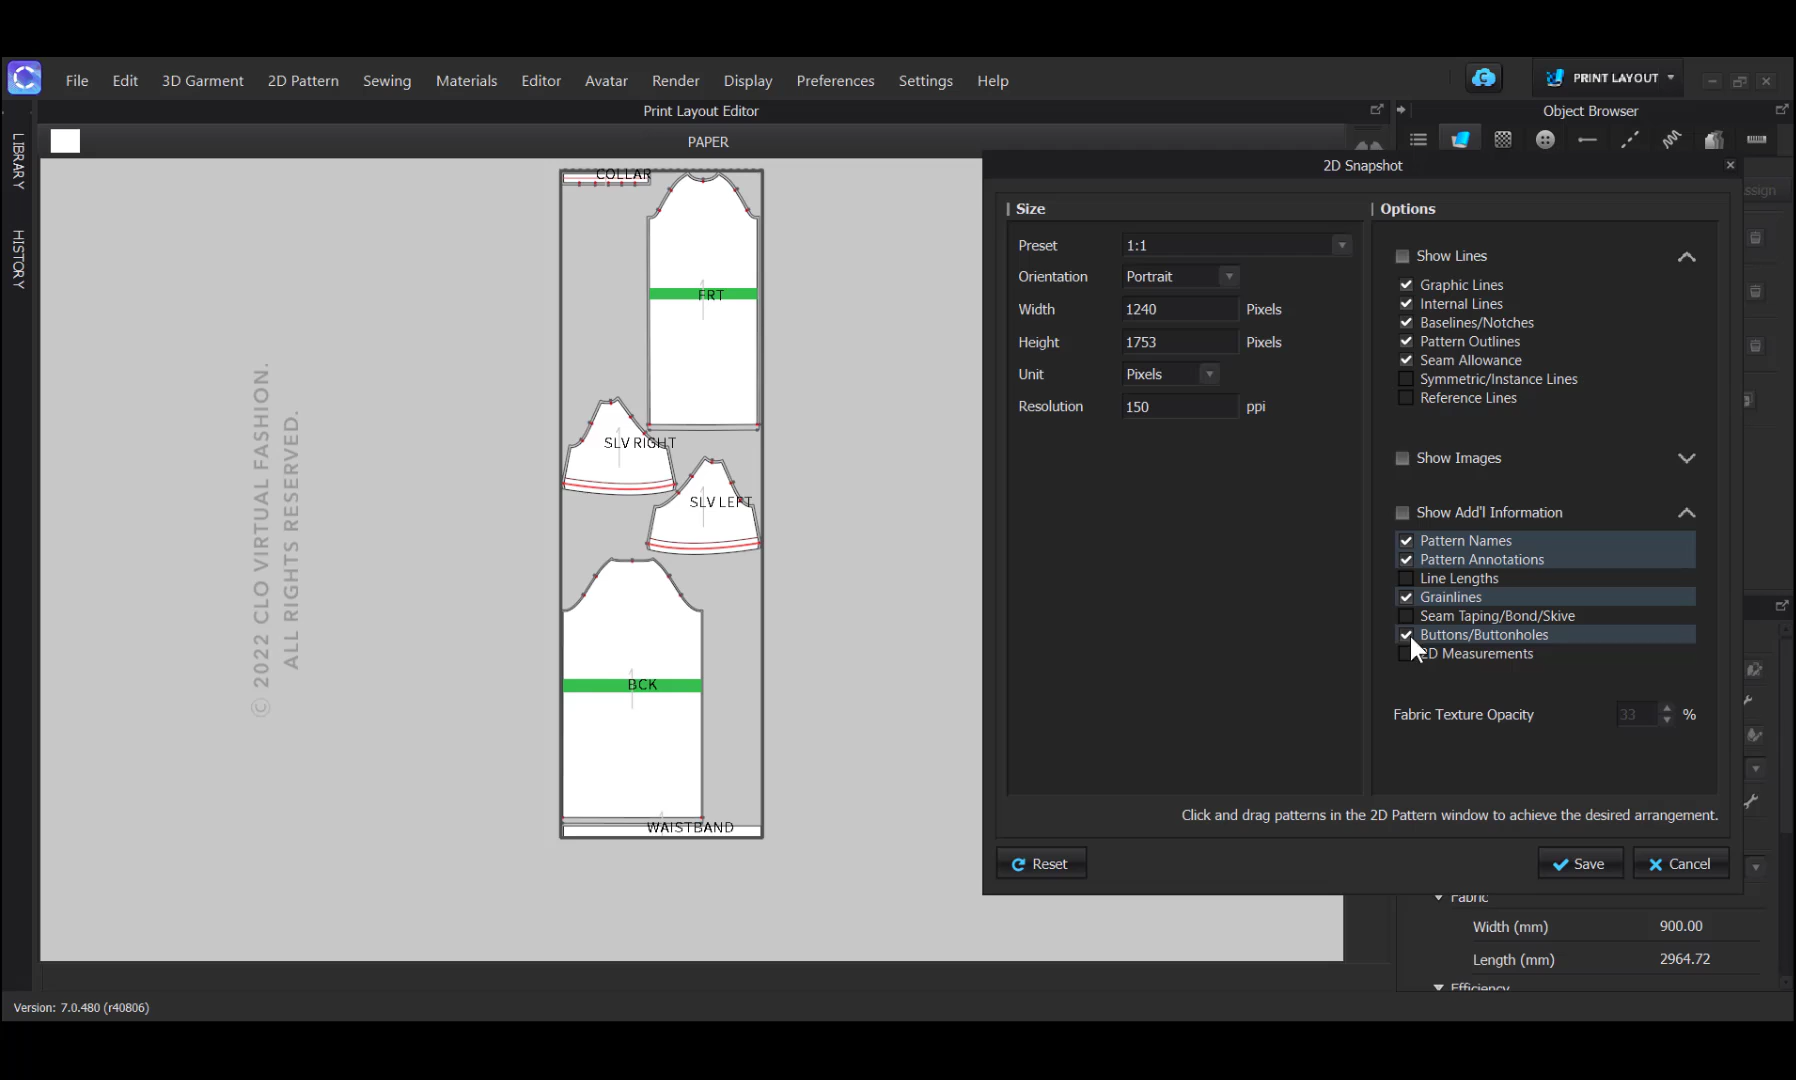 File Edit 3D Garment 2D Pattern Sewing Materials Editor Avatar Render Display Preferences Settings Help
PRINT LAYOUT
Print Layout Editor
Object Browser
LIBRARY
HISTORY
PAPER
COLLAR
FRT
SLV RIGHT
SLV LEFT
BCK
WAISTBAND
© 2022 CLO VIRTUAL FASHION.
ALL RIGHTS RESERVED.
2D Snapshot
Size
Preset 1:1
Orientation Portrait
Width 1240 Pixels
Height 1753 Pixels
Unit Pixels
Resolution 150 ppi
Options
Show Lines
Graphic Lines
Internal Lines
Baselines/Notches
Pattern Outlines
Seam Allowance
Symmetric/Instance Lines
Reference Lines
Show Images
Show Add'l Information
Pattern Names
Pattern Annotations
Line Lengths
Grainlines
Seam Taping/Bond/Skive
Buttons/Buttonholes
2D Measurements
Fabric Texture Opacity 33 %
Click and drag patterns in the 2D Pattern window to achieve the desired arrangement.
Reset
Save
Cancel
Fabric
Width (mm) 900.00
Length (mm) 2964.72
Efficiency
Version: 7.0.480 (r40806)